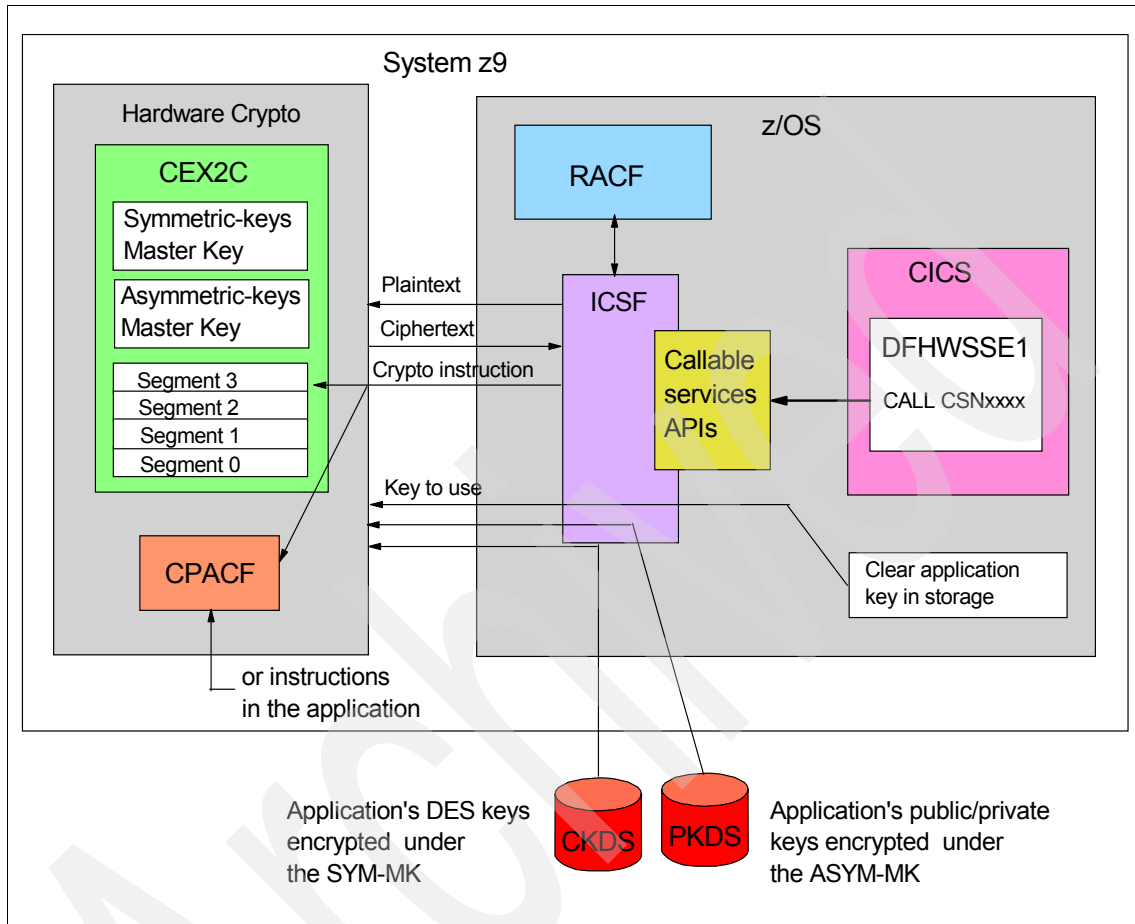 System z9
Hardware Crypto
CEX2C
Symmetric-keys
Master Key
Asymmetric-keys
Master Key
Segment 3
Segment 2
Segment 1
Segment 0
CPACF
or instructions
in the application
Plaintext
Ciphertext
Crypto instruction
Key to use
z/OS
RACF
ICSF
Callable
services
APIs
CICS
DFHWSSE1
CALL CSNxxxx
Clear application
key in storage
Application's DES keys
encrypted under
the SYM-MK
CKDS
PKDS
Application's public/private
keys encrypted under
the ASYM-MK
Archived